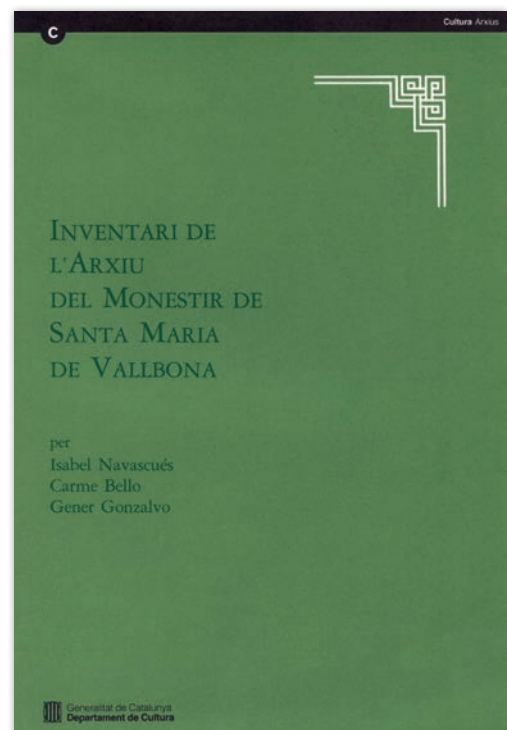 Cultura Arxius
C
INVENTARI DE
L'ARXIU
DEL MONESTIR DE
SANTA MARIA
DE VALLBONA
per
Isabel Navascués
Carme Bello
Gener Gonzalvo
Generalitat de Catalunya
Departament de Cultura